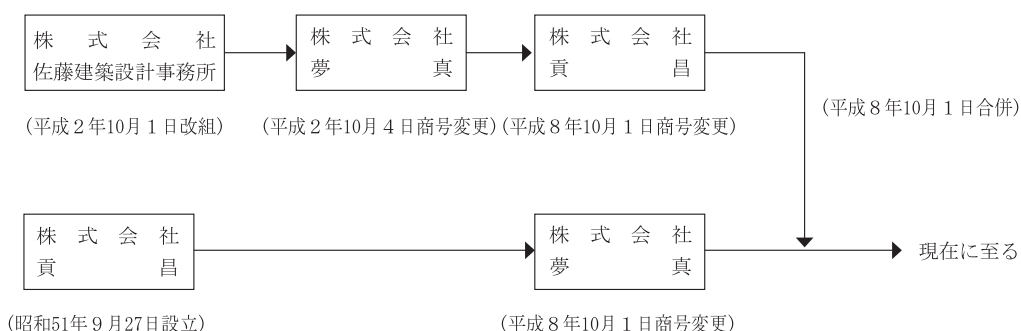 株式会社
佐藤建築設計事務所
株式会社
夢真
株式会社
貢昌
(平成2年10月1日改組)
(平成2年10月4日商号変更)
(平成8年10月1日商号変更)
(平成8年10月1日合併)
株式会社
貢昌
株式会社
夢真
現在に至る
(昭和51年9月27日設立)
(平成8年10月1日商号変更)